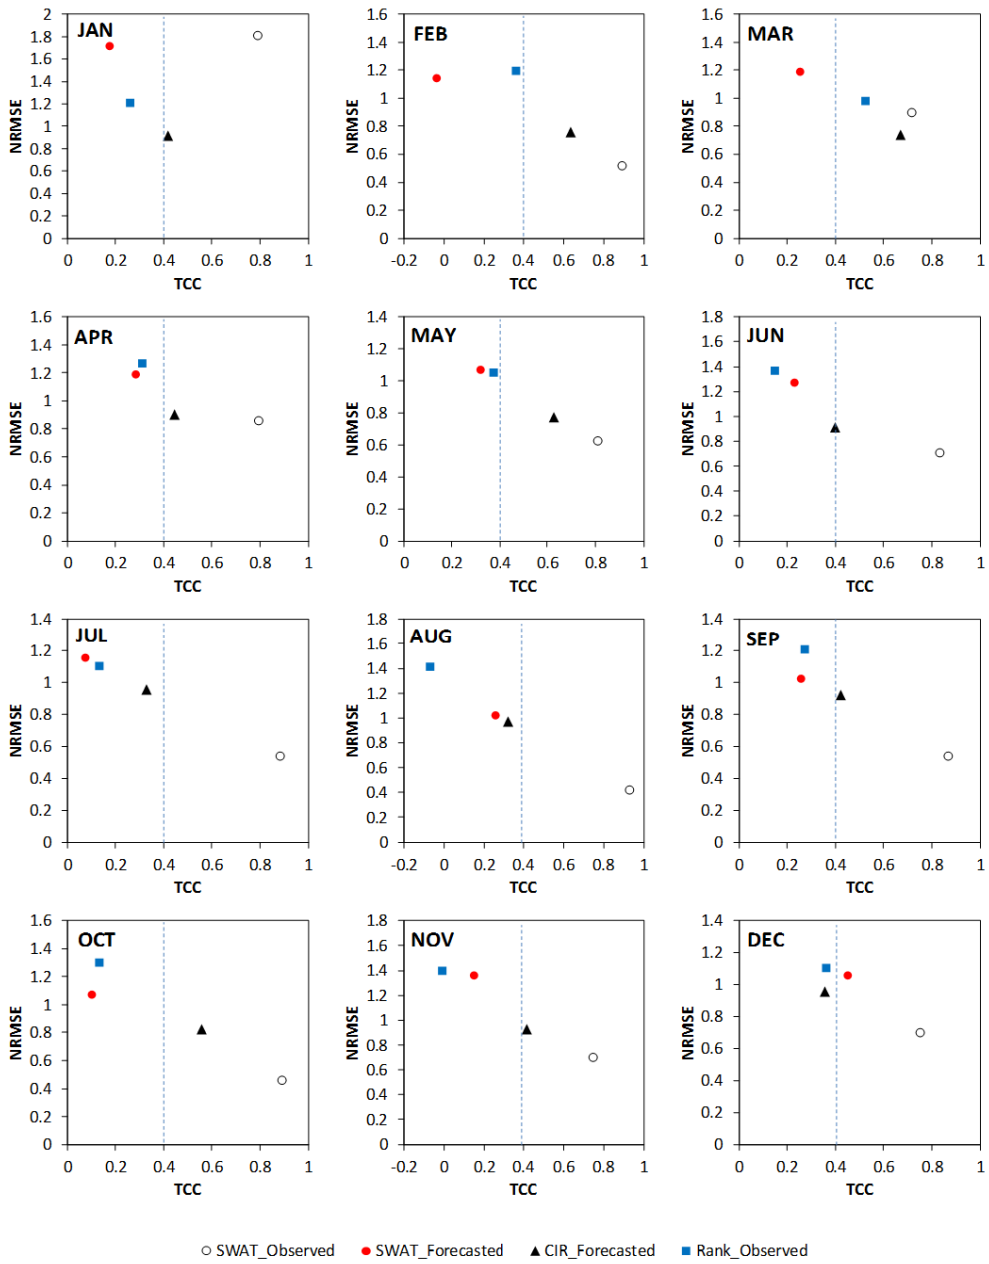 JAN
NRMSE
2
1.8
1.6
1.4
1.2
1
0.8
0.6
0.4
0.2
0
0 0.2 0.4 0.6 0.8 1
TCC
FEB
NRMSE
1.6
1.4
1.2
1
0.8
0.6
0.4
0.2
0
-0.2 0 0.2 0.4 0.6 0.8 1
TCC
MAR
NRMSE
1.6
1.4
1.2
1
0.8
0.6
0.4
0.2
0
0 0.2 0.4 0.6 0.8 1
TCC
APR
NRMSE
1.6
1.4
1.2
1
0.8
0.6
0.4
0.2
0
0 0.2 0.4 0.6 0.8 1
TCC
MAY
NRMSE
1.4
1.2
1
0.8
0.6
0.4
0.2
0
0 0.2 0.4 0.6 0.8 1
TCC
JUN
NRMSE
1.8
1.6
1.4
1.2
1
0.8
0.6
0.4
0.2
0
0 0.2 0.4 0.6 0.8 1
TCC
JUL
NRMSE
1.4
1.2
1
0.8
0.6
0.4
0.2
0
0 0.2 0.4 0.6 0.8 1
TCC
AUG
NRMSE
1.8
1.6
1.4
1.2
1
0.8
0.6
0.4
0.2
0
-0.2 0 0.2 0.4 0.6 0.8 1
TCC
SEP
NRMSE
1.4
1.2
1
0.8
0.6
0.4
0.2
0
0 0.2 0.4 0.6 0.8 1
TCC
OCT
NRMSE
1.6
1.4
1.2
1
0.8
0.6
0.4
0.2
0
0 0.2 0.4 0.6 0.8 1
TCC
NOV
NRMSE
1.8
1.6
1.4
1.2
1
0.8
0.6
0.4
0.2
0
-0.2 0 0.2 0.4 0.6 0.8 1
TCC
DEC
NRMSE
1.4
1.2
1
0.8
0.6
0.4
0.2
0
0 0.2 0.4 0.6 0.8 1
TCC
SWAT_Observed SWAT_Forecasted CIR_Forecasted Rank_Observed